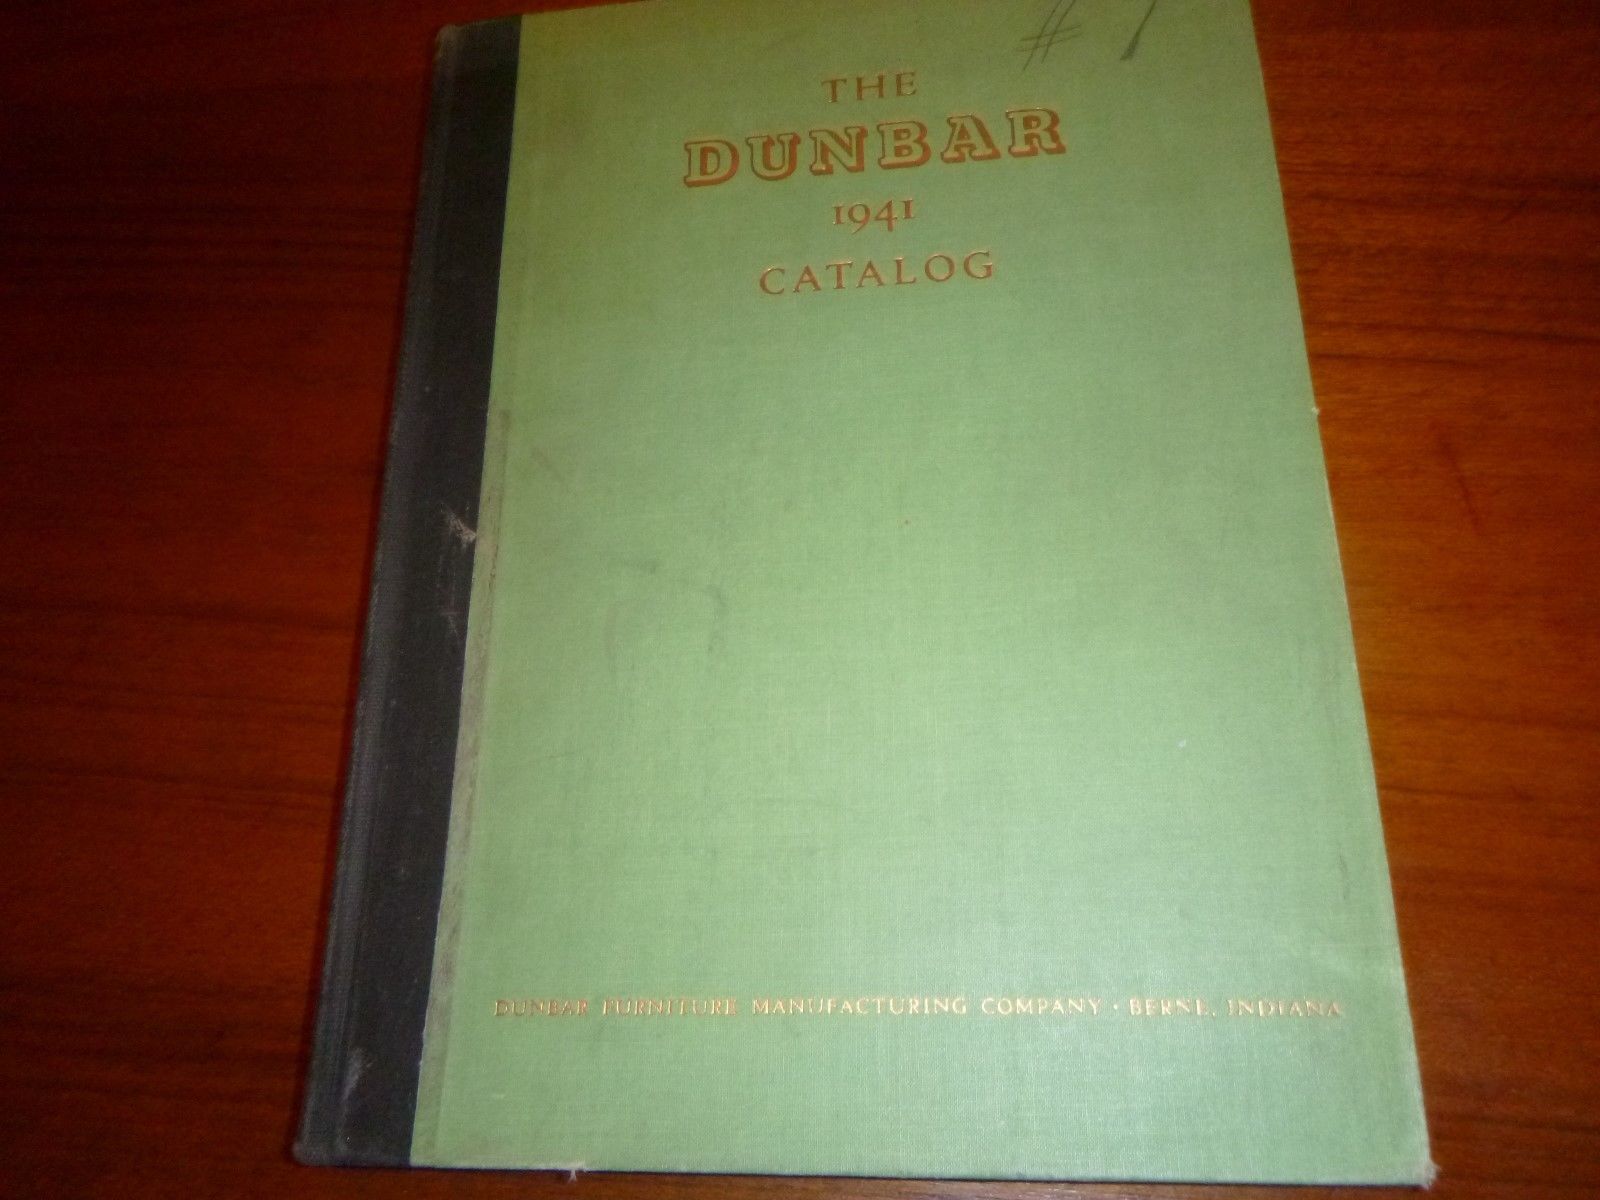 # 1
THE
DUNBAR
1941
CATALOG
DUNBAR FURNITURE MANUFACTURING COMPANY · BERNE, INDIANA